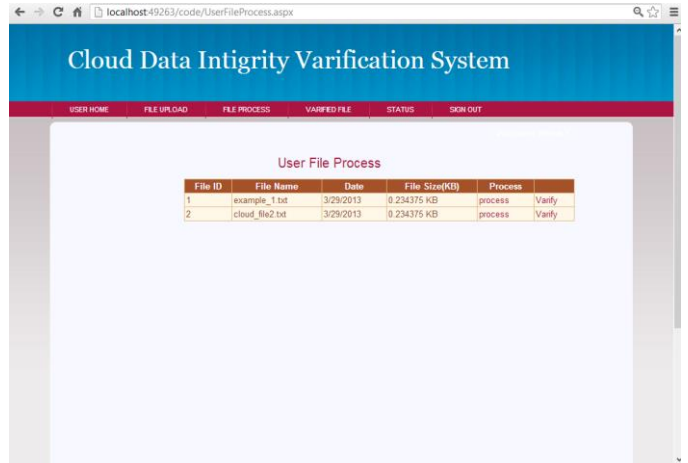 localhost:49263/code/UserFileProcess.aspx
Cloud Data Intigrity Varification System
USER HOME FILE UPLOAD FILE PROCESS VARIFIED FILE STATUS SIGN OUT
User File Process
File ID File Name Date File Size(KB) Process
1 example_1.txt 3/29/2013 0.234375 KB process Varify
2 cloud_file2.txt 3/29/2013 0.234375 KB process Varify